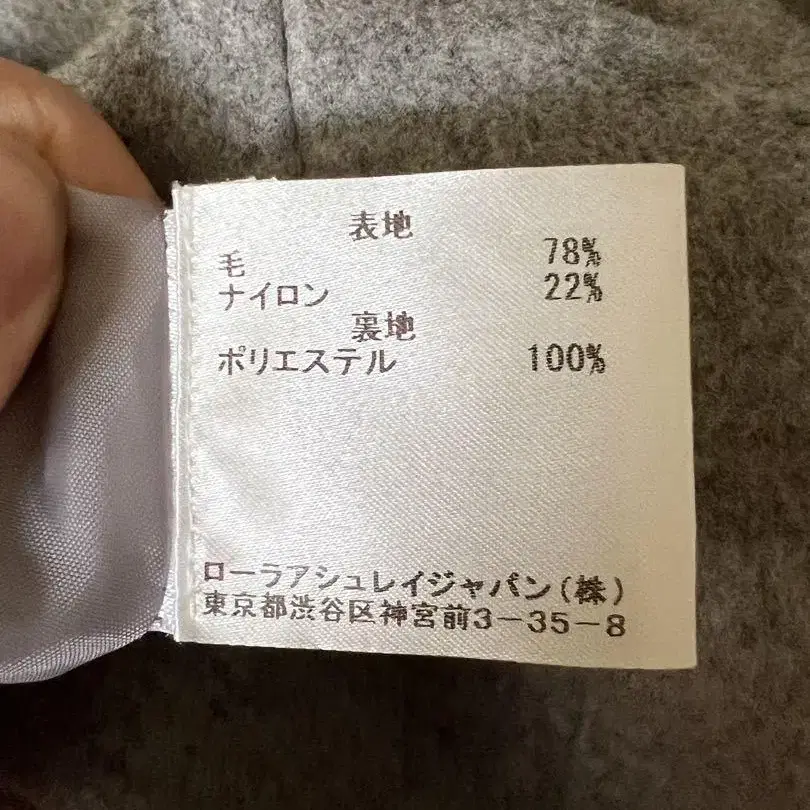 表地
毛 78%
ナイロン 22%
裏地
ポリエステル 100%
ローラアシュレイジャパン(株)
東京都渋谷区神宮前3-35-8